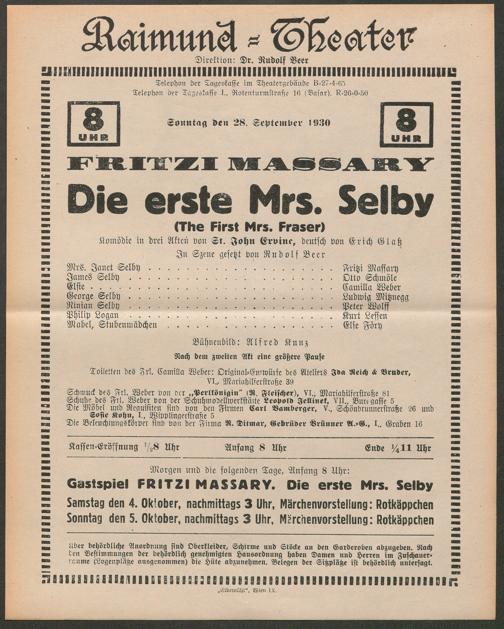 Raimund-Theater
Direktion: Dr. Rudolf Beer
Telephon der Tageskasse im Theatergebäude B-27-4-65
Telephon der Tageskasse I., Rotenturmstraße 16 (Basar), R-26-0-50
8 UHR
Sonntag den 28. September 1930
8 UHR
FRITZI MASSARY
Die erste Mrs. Selby
(The First Mrs. Fraser)
Komödie in drei Akten von St. John Ervine, deutsch von Erich Glaß
In Szene gesetzt von Rudolf Beer
Mrs. Janet Selby . . . . . . . . Fritzi Massary
James Selby . . . . . . . . Otto Schmöle
Elsie . . . . . . . . Camilla Weber
George Selby . . . . . . . . Ludwig Mitznegg
Ninian Selby . . . . . . . . Peter Wolff
Philip Logan . . . . . . . . Kurt Lessen
Mabel, Stubenmädchen . . . . . . . . Else Föry
Bühnenbild: Alfred Kunz
Nach dem zweiten Akt eine größere Pause
Toiletten des Frl. Camilla Weber: Original-Entwürfe des Ateliers Ida Reich & Bruder,
VI., Mariahilferstraße 39
Schmuck des Frl. Weber von der „Perlkönigin" (R. Fleischer), VI., Mariahilferstraße 81
Schuhe des Frl. Weber von der Schuhmodellwerkstätte Leopold Jellinek, VII., Burggasse 5
Die Möbel und Requisiten sind von den Firmen Carl Bamberger, V., Schönbrunnerstraße 26 und
Sofie Kohn, I., Wipplingerstraße 5
Die Beleuchtungskörper sind von der Firma R. Ditmar, Gebrüder Brünner A.-G., I., Graben 16
Kassen-Eröffnung ½8 Uhr Anfang 8 Uhr Ende ¼11 Uhr
Morgen und die folgenden Tage, Anfang 8 Uhr:
Gastspiel FRITZI MASSARY. Die erste Mrs. Selby
Samstag den 4. Oktober, nachmittags 3 Uhr, Märchenvorstellung: Rotkäppchen
Sonntag den 5. Oktober, nachmittags 3 Uhr, Märchenvorstellung: Rotkäppchen
Über behördliche Anordnung sind Oberkleider, Schirme und Stöcke an den Garderoben abzugeben. Nach
den Bestimmungen der behördlich genehmigten Hausordnung haben Damen und Herren im Zuschauer-
raume (Logenplätze ausgenommen) die Hüte abzunehmen. Belegen der Sitzplätze ist behördlich untersagt.
Wien IX.